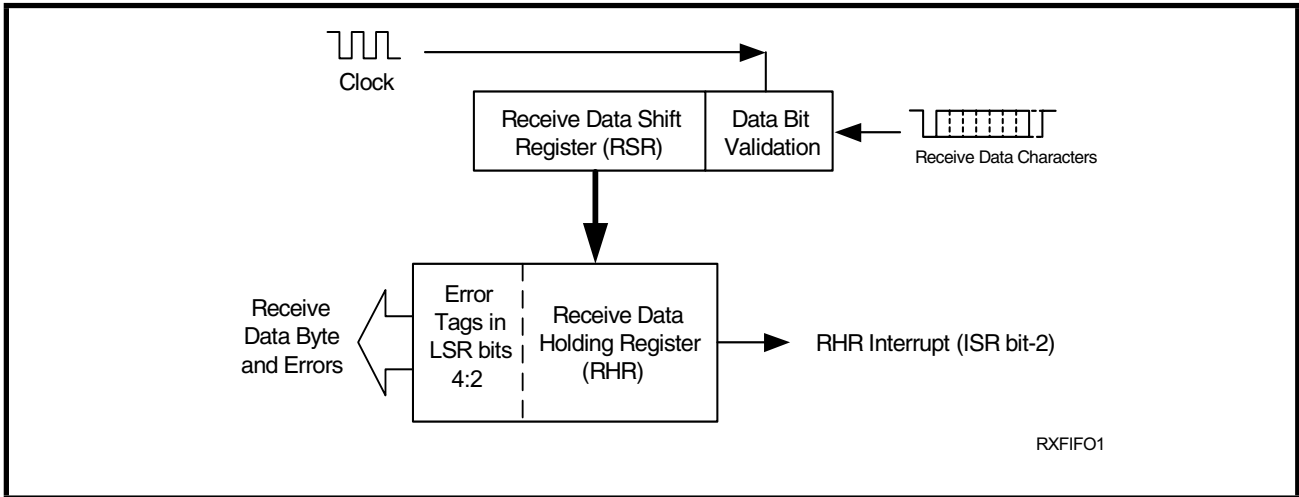 Clock
Receive Data Shift
Register (RSR)
Data Bit
Validation
Receive Data Characters
Receive
Data Byte
and Errors
Error
Tags in
LSR bits
4:2
Receive Data
Holding Register
(RHR)
RHR Interrupt (ISR bit-2)
RXFIFO1